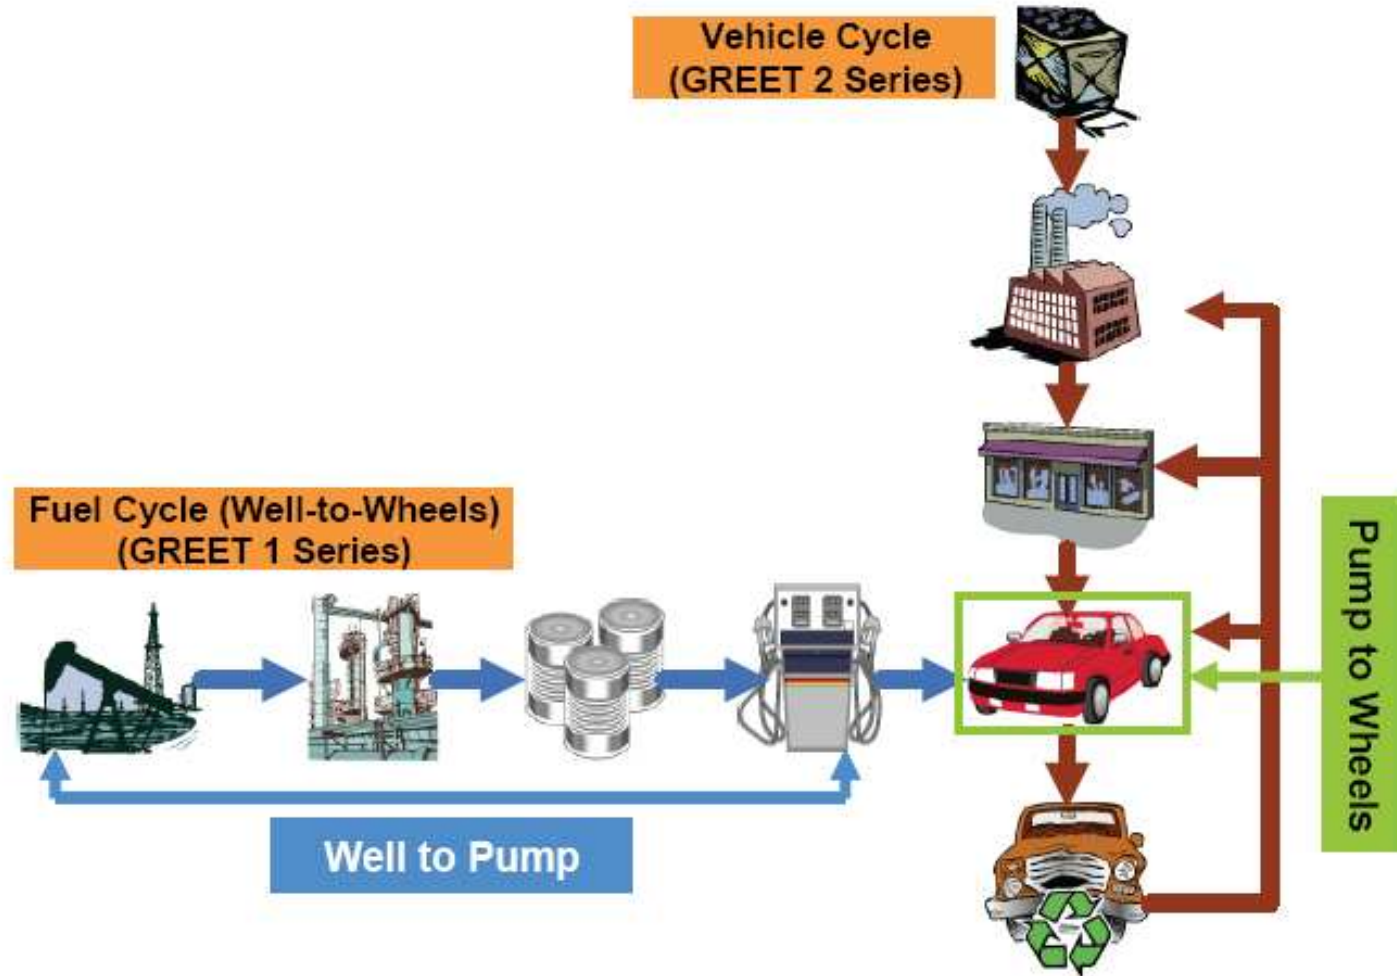 Vehicle Cycle
(GREET 2 Series)
Fuel Cycle (Well-to-Wheels)
(GREET 1 Series)
Pump to Wheels
Well to Pump